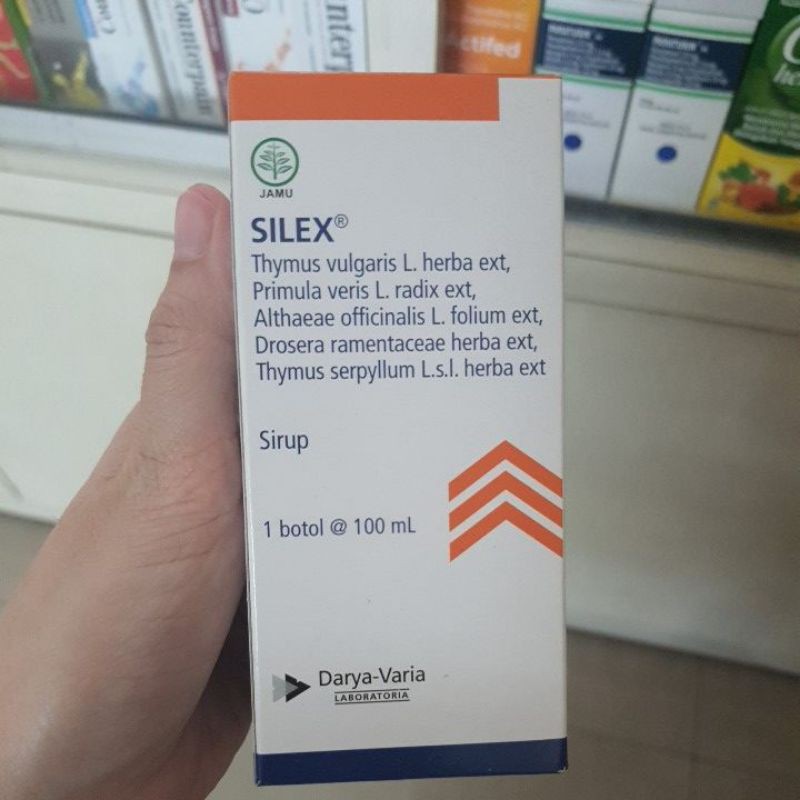 Counterpain
Actifed
JAMU
SILEX®
Thymus vulgaris L. herba ext,
Primula veris L. radix ext,
Althaeae officinalis L. folium ext,
Drosera ramentaceae herba ext,
Thymus serpyllum L.s.l. herba ext
Sirup
1 botol @ 100 mL
Darya-Varia
LABORATORIA